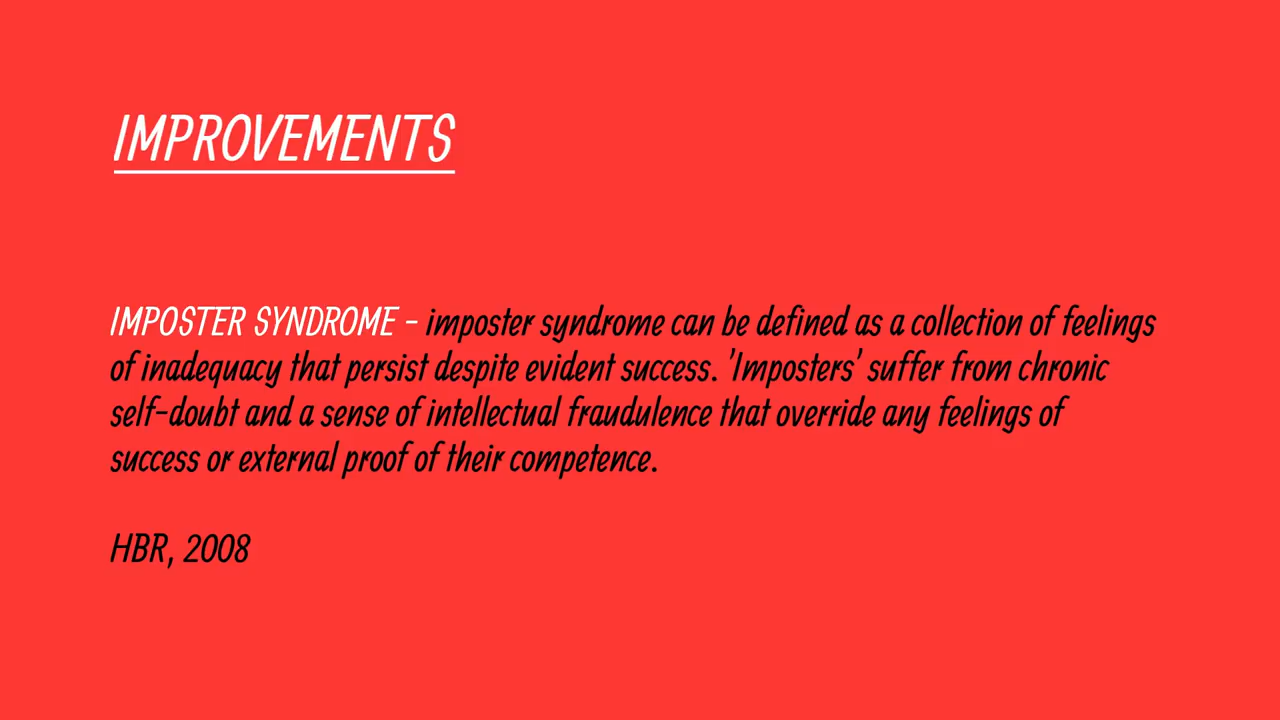 IMPROVEMENTS
IMPOSTER SYNDROME - imposter syndrome can be defined as a collection of feelings
of inadequacy that persist despite evident success. 'Imposters' suffer from chronic
self-doubt and a sense of intellectual fraudulence that override any feelings of
success or external proof of their competence.
HBR, 2008